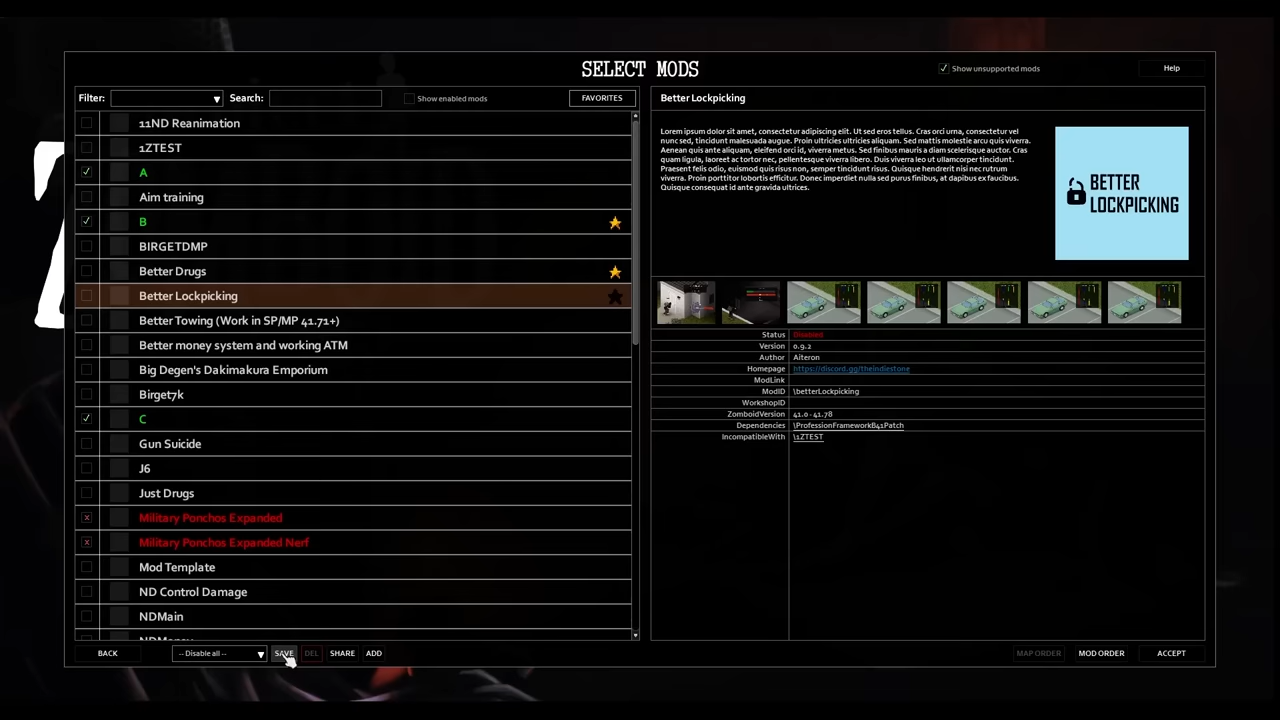 SELECT MODS
Show unsupported mods
Help
Filter:
Search:
Show enabled mods
FAVORITES
11ND Reanimation
1ZTEST
A
Aim training
B
BIRGETDMP
Better Drugs
Better Lockpicking
Better Towing (Work in SP/MP 41.71+)
Better money system and working ATM
Big Degen's Dakimakura Emporium
Birget7k
C
Gun Suicide
J6
Just Drugs
Military Ponchos Expanded
Military Ponchos Expanded Nerf
Mod Template
ND Control Damage
NDMain
Better Lockpicking
Lorem ipsum dolor sit amet, consectetur adipiscing elit. Ut sed eros tellus. Cras orci urna, consectetur vel
nunc sed, tincidunt malesuada augue. Proin ultricies ultricies aliquam. Sed mattis molestie arcu quis viverra.
Aenean quis ante aliquam, eleifend orci id, viverra metus. Sed finibus mauris a diam scelerisque auctor. Cras
quam ligula, laoreet ac tortor nec, pellentesque viverra libero. Duis viverra leo ut ullamcorper tincidunt.
Praesent felis odio, euismod quis risus non, semper tincidunt risus. Quisque hendrerit nisi nec rutrum
viverra. Proin porttitor lobortis efficitur. Donec imperdiet nulla sed purus finibus, at dapibus ex faucibus.
Quisque consequat id ante gravida ultrices.
BETTER
LOCKPICKING
Status Disabled
Version 0.9.2
Author Aiteron
Homepage https://discord.gg/theindiestone
ModLink
ModID \betterLockpicking
WorkshopID
ZomboidVersion 41.0 - 41.78
Dependencies \ProfessionFrameworkB41Patch
IncompatibleWith \1ZTEST
BACK
-- Disable all --
SAVE
DEL
SHARE
ADD
MAP ORDER
MOD ORDER
ACCEPT